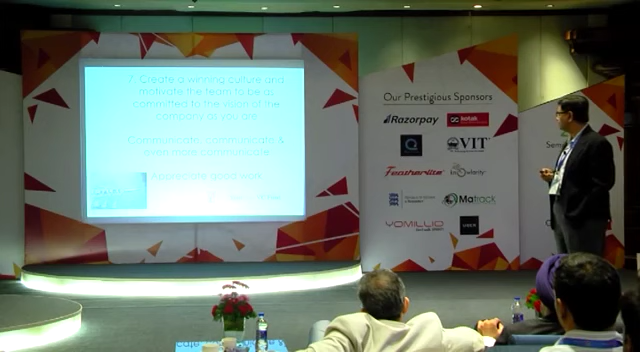 7. Create a winning culture and
motivate the team to be as
committed to the vision of the
company as you are.
Communicate, communicate &
even more communicate.
Appreciate good work
Our Prestigious Sponsors
Razorpay
kotak
VIT
Featherlite
Matrack
YOMILLIO
UBER